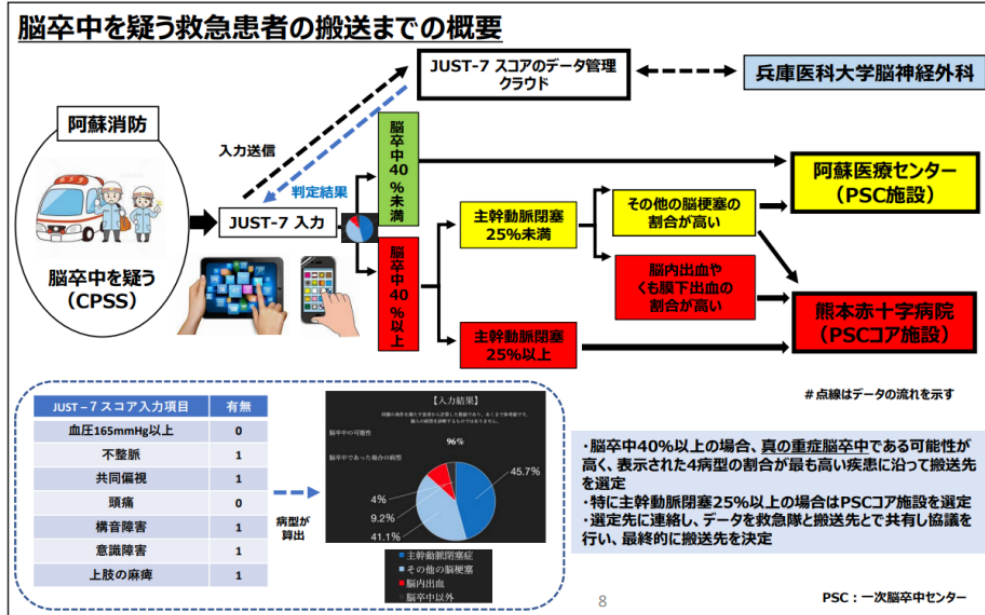 脳卒中を疑う救急患者の搬送までの概要
JUST-7 スコアのデータ管理
クラウド
兵庫医科大学脳神経外科
阿蘇消防
脳卒中を疑う
（CPSS）
入力送信
判定結果
JUST-7 入力
脳卒中40%未満
脳卒中40%以上
主幹動脈閉塞
25%未満
主幹動脈閉塞
25%以上
その他の脳梗塞の
割合が高い
脳内出血や
くも膜下出血の
割合が高い
阿蘇医療センター
（PSC施設）
熊本赤十字病院
（PSCコア施設）
＃点線はデータの流れを示す
JUST－7 スコア入力項目 有無
血圧165mmHg以上 0
不整脈 1
共同偏視 1
頭痛 0
構音障害 1
意識障害 1
上肢の麻痺 1
病型が
算出
【入力結果】
脳卒中の可能性
96%
脳卒中であった場合の病型
45.7%
4%
9.2%
41.1%
主幹動脈閉塞症
その他の脳梗塞
脳内出血
脳卒中以外
・脳卒中40%以上の場合、真の重症脳卒中である可能性が
高く、表示された4病型の割合が最も高い疾患に沿って搬送先
を選定
・特に主幹動脈閉塞25%以上の場合はPSCコア施設を選定
・選定先に連絡し、データを救急隊と搬送先とで共有し協議を
行い、最終的に搬送先を決定
8
PSC：一次脳卒中センター